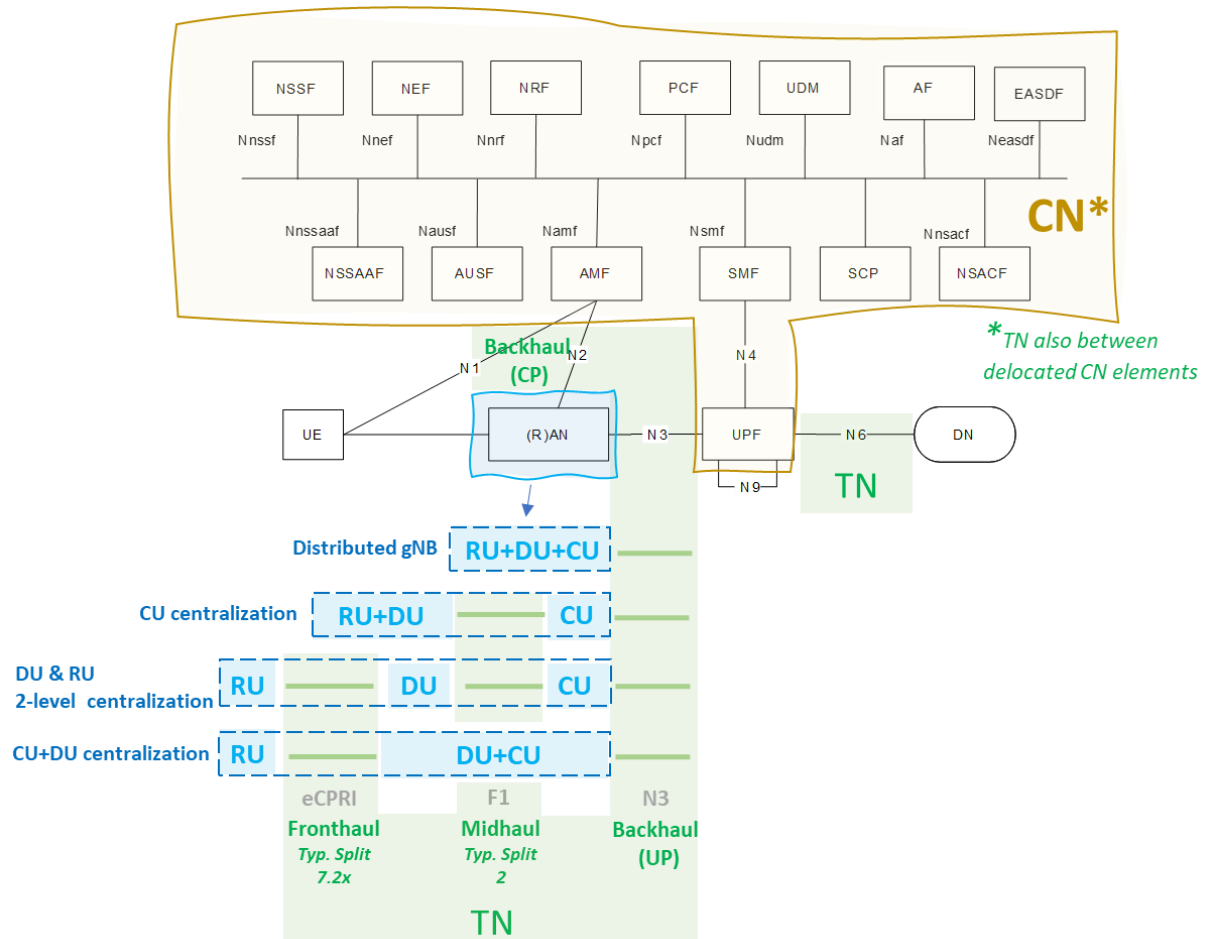 NSSF
NEF
NRF
PCF
UDM
AF
EASDF
Nnssf
Nnef
Nnrf
Npcf
Nudm
Naf
Neasdf
CN*
Nnssaaf
Nausf
Namf
Nsmf
Nnsacf
NSSAAF
AUSF
AMF
SMF
SCP
NSACF
*TN also between
delocated CN elements
Backhaul
(CP)
N1
N2
N4
UE
(R)AN
N3
UPF
N6
DN
N9
TN
Distributed gNB
RU+DU+CU
CU centralization
RU+DU
CU
DU & RU
2-level centralization
RU
DU
CU
CU+DU centralization
RU
DU+CU
eCPRI
F1
N3
Fronthaul
Midhaul
Backhaul
(UP)
Typ. Split
7.2x
Typ. Split
2
TN